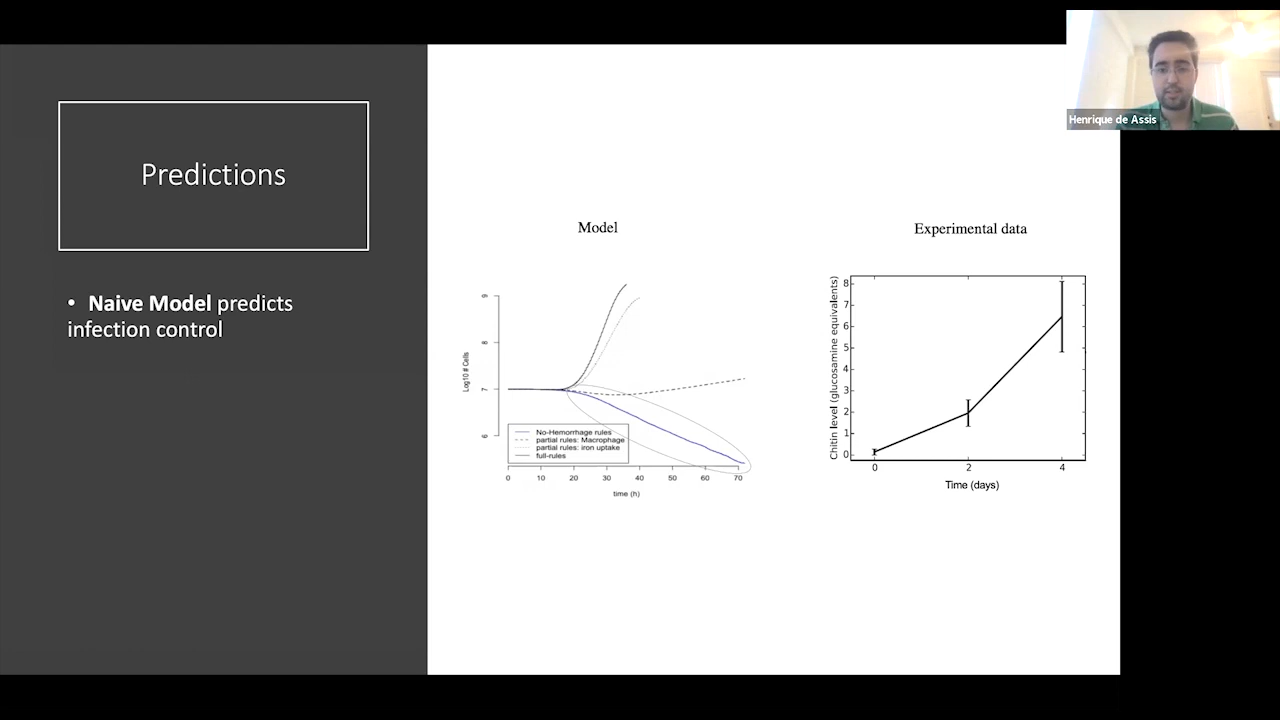 Henrique de Assis
Predictions
• Naive Model predicts
infection control
Model
Log10 # Cells
9
8
7
6
No-Hemorrhage rules
partial rules: Macrophage
partial rules: iron uptake
full-rules
0 10 20 30 40 50 60 70
time (h)
Experimental data
Chitin level (glucosamine equivalents)
8
7
6
5
4
3
2
1
0
0 2 4
Time (days)